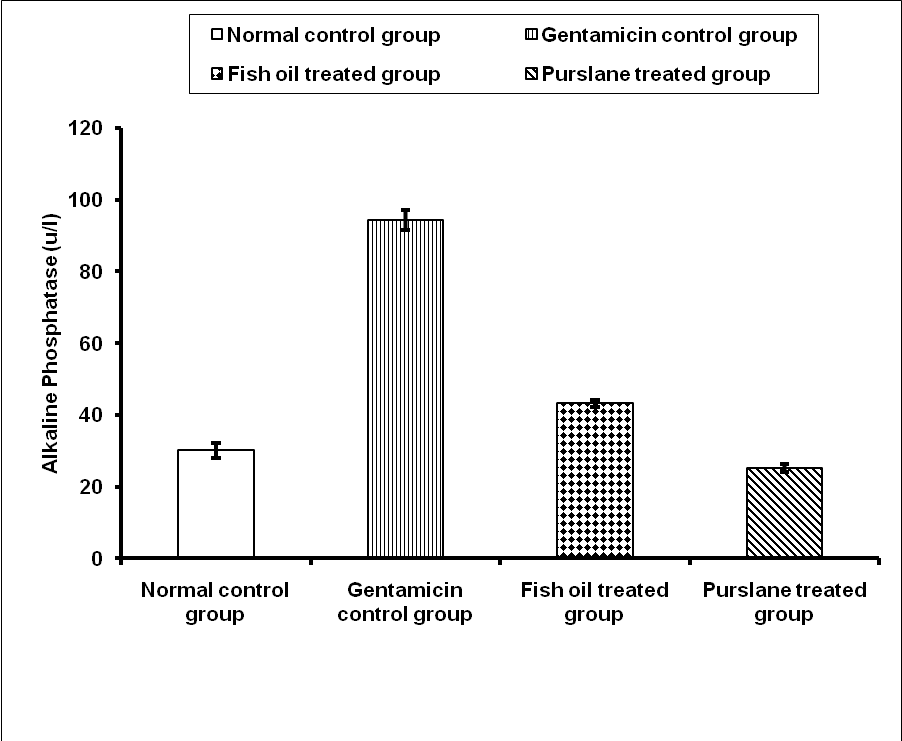 Normal control group
Gentamicin control group
Fish oil treated group
Purslane treated group
120
100
80
60
40
20
0
Alkaline Phosphatase (u/l)
Normal control
group
Gentamicin
control group
Fish oil treated
group
Purslane treated
group